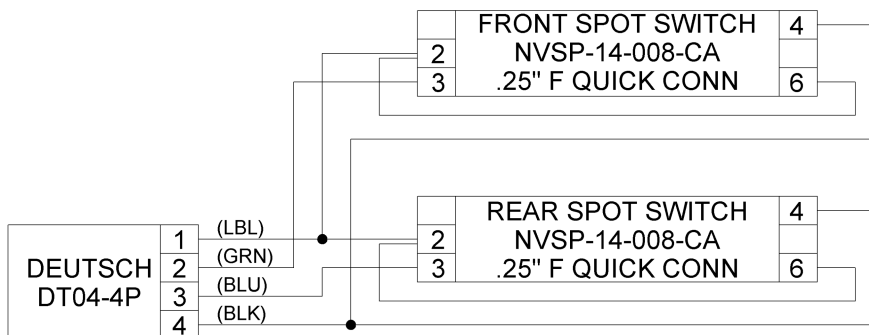 FRONT SPOT SWITCH
NVSP-14-008-CA
.25" F QUICK CONN
2
3
4
6
REAR SPOT SWITCH
NVSP-14-008-CA
.25" F QUICK CONN
2
3
4
6
DEUTSCH
DT04-4P
1 (LBL)
2 (GRN)
3 (BLU)
4 (BLK)